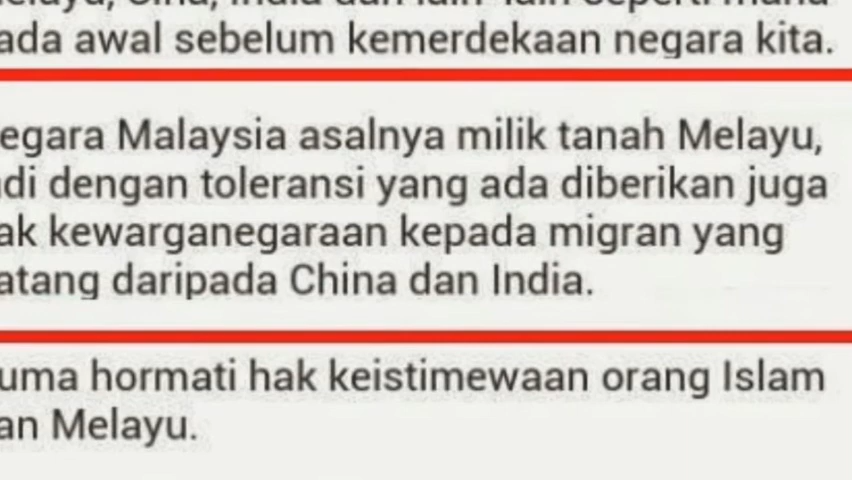 ada awal sebelum kemerdekaan negara kita.
egara Malaysia asalnya milik tanah Melayu,
di dengan toleransi yang ada diberikan juga
ak kewarganegaraan kepada migran yang
atang daripada China dan India.
uma hormati hak keistimewaan orang Islam
an Melayu.